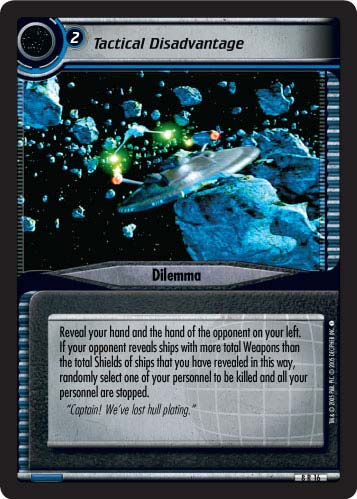 2 Tactical Disadvantage
Dilemma
Reveal your hand and the hand of the opponent on your left.
If your opponent reveals ships with more total Weapons than
the total Shields of ships that you have revealed in this way,
randomly select one of your personnel to be killed and all your
personnel are stopped.
"Captain! We've lost hull plating."
8 R 16